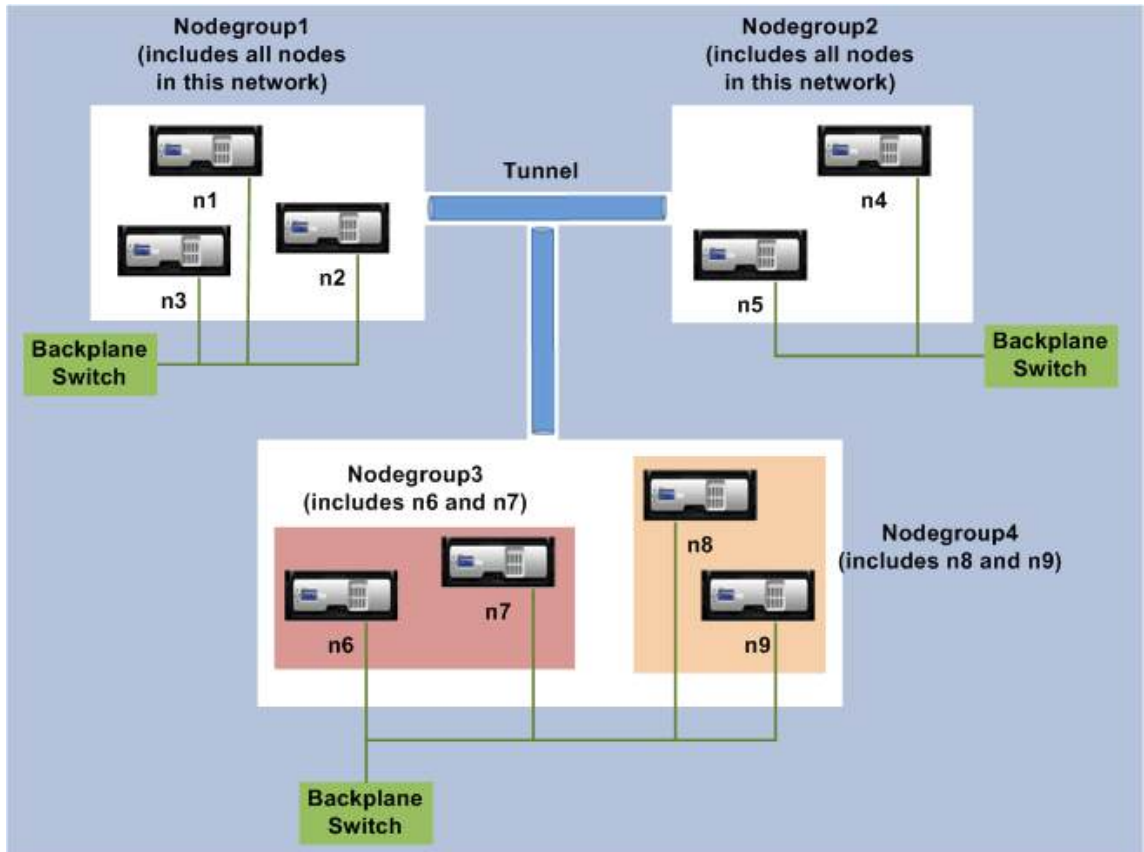 Nodegroup1
(includes all nodes
in this network)
Nodegroup2
(includes all nodes
in this network)
Tunnel
n1
n2
n3
n4
n5
Backplane
Switch
Backplane
Switch
Nodegroup3
(includes n6 and n7)
n6
n7
n8
n9
Nodegroup4
(includes n8 and n9)
Backplane
Switch